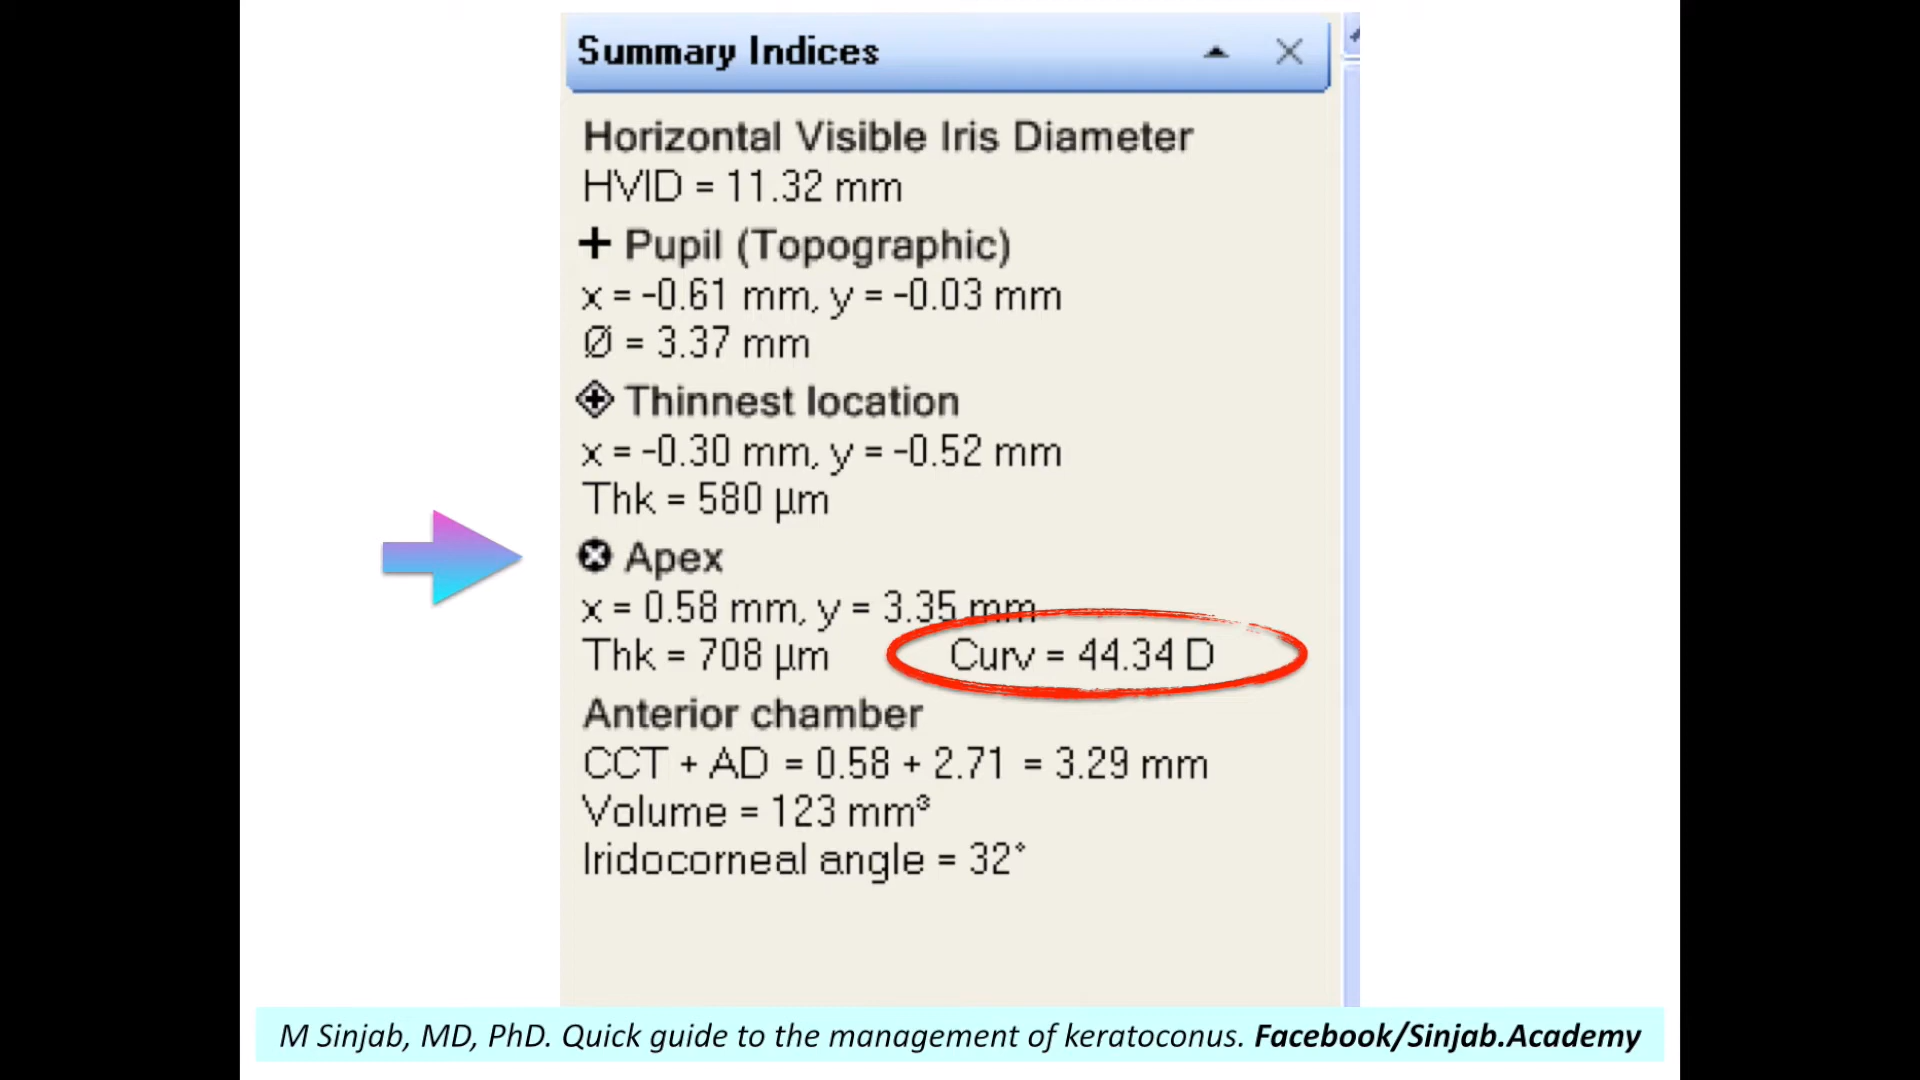 Summary Indices
Horizontal Visible Iris Diameter
HVID = 11.32 mm
Pupil (Topographic)
x = -0.61 mm, y = -0.03 mm
Ø = 3.37 mm
Thinnest location
x = -0.30 mm, y = -0.52 mm
Thk = 580 µm
Apex
x = 0.58 mm, y = 3.35 mm
Thk = 708 µm Curv = 44.34 D
Anterior chamber
CCT + AD = 0.58 + 2.71 = 3.29 mm
Volume = 123 mm³
Iridocorneal angle = 32°
M Sinjab, MD, PhD. Quick guide to the management of keratoconus. Facebook/Sinjab.Academy